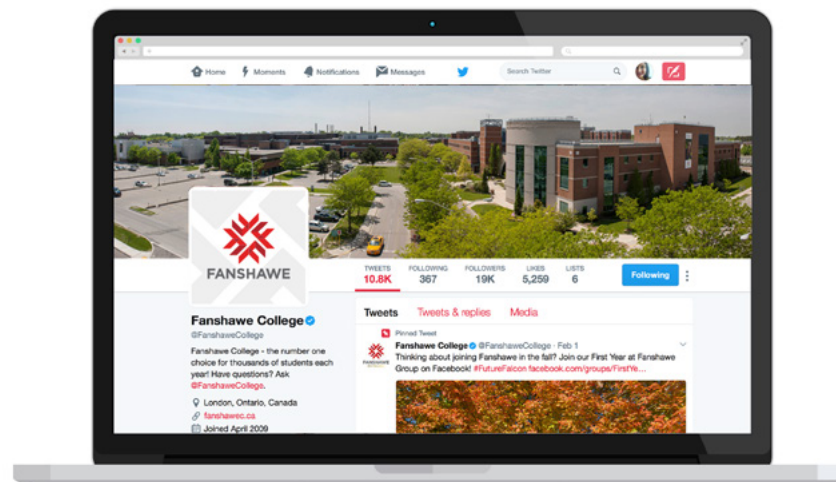 Home Moments Notifications Messages Search Twitter
FANSHAWE
TWEETS FOLLOWING FOLLOWERS LIKES LISTS
10.8K 367 19K 5,259 6 Following
Tweets Tweets & replies Media
Fanshawe College
@FanshaweCollege
Fanshawe College - the number one
choice for thousands of students each
year! Have questions? Ask
@FanshaweCollege.
London, Ontario, Canada
fanshawec.ca
Joined April 2009
Pinned Tweet
Fanshawe College @FanshaweCollege · Feb 1
Thinking about joining Fanshawe in the fall? Join our First Year at Fanshawe
Group on Facebook! #FutureFalcon facebook.com/groups/FirstYe...
FANSHAWE